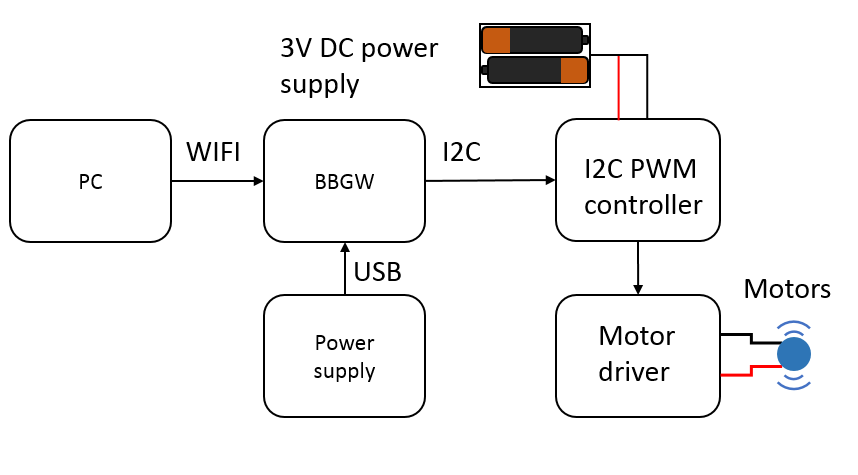 3V DC power
supply
PC
WIFI
BBGW
I2C
I2C PWM
controller
USB
Power
supply
Motor
driver
Motors